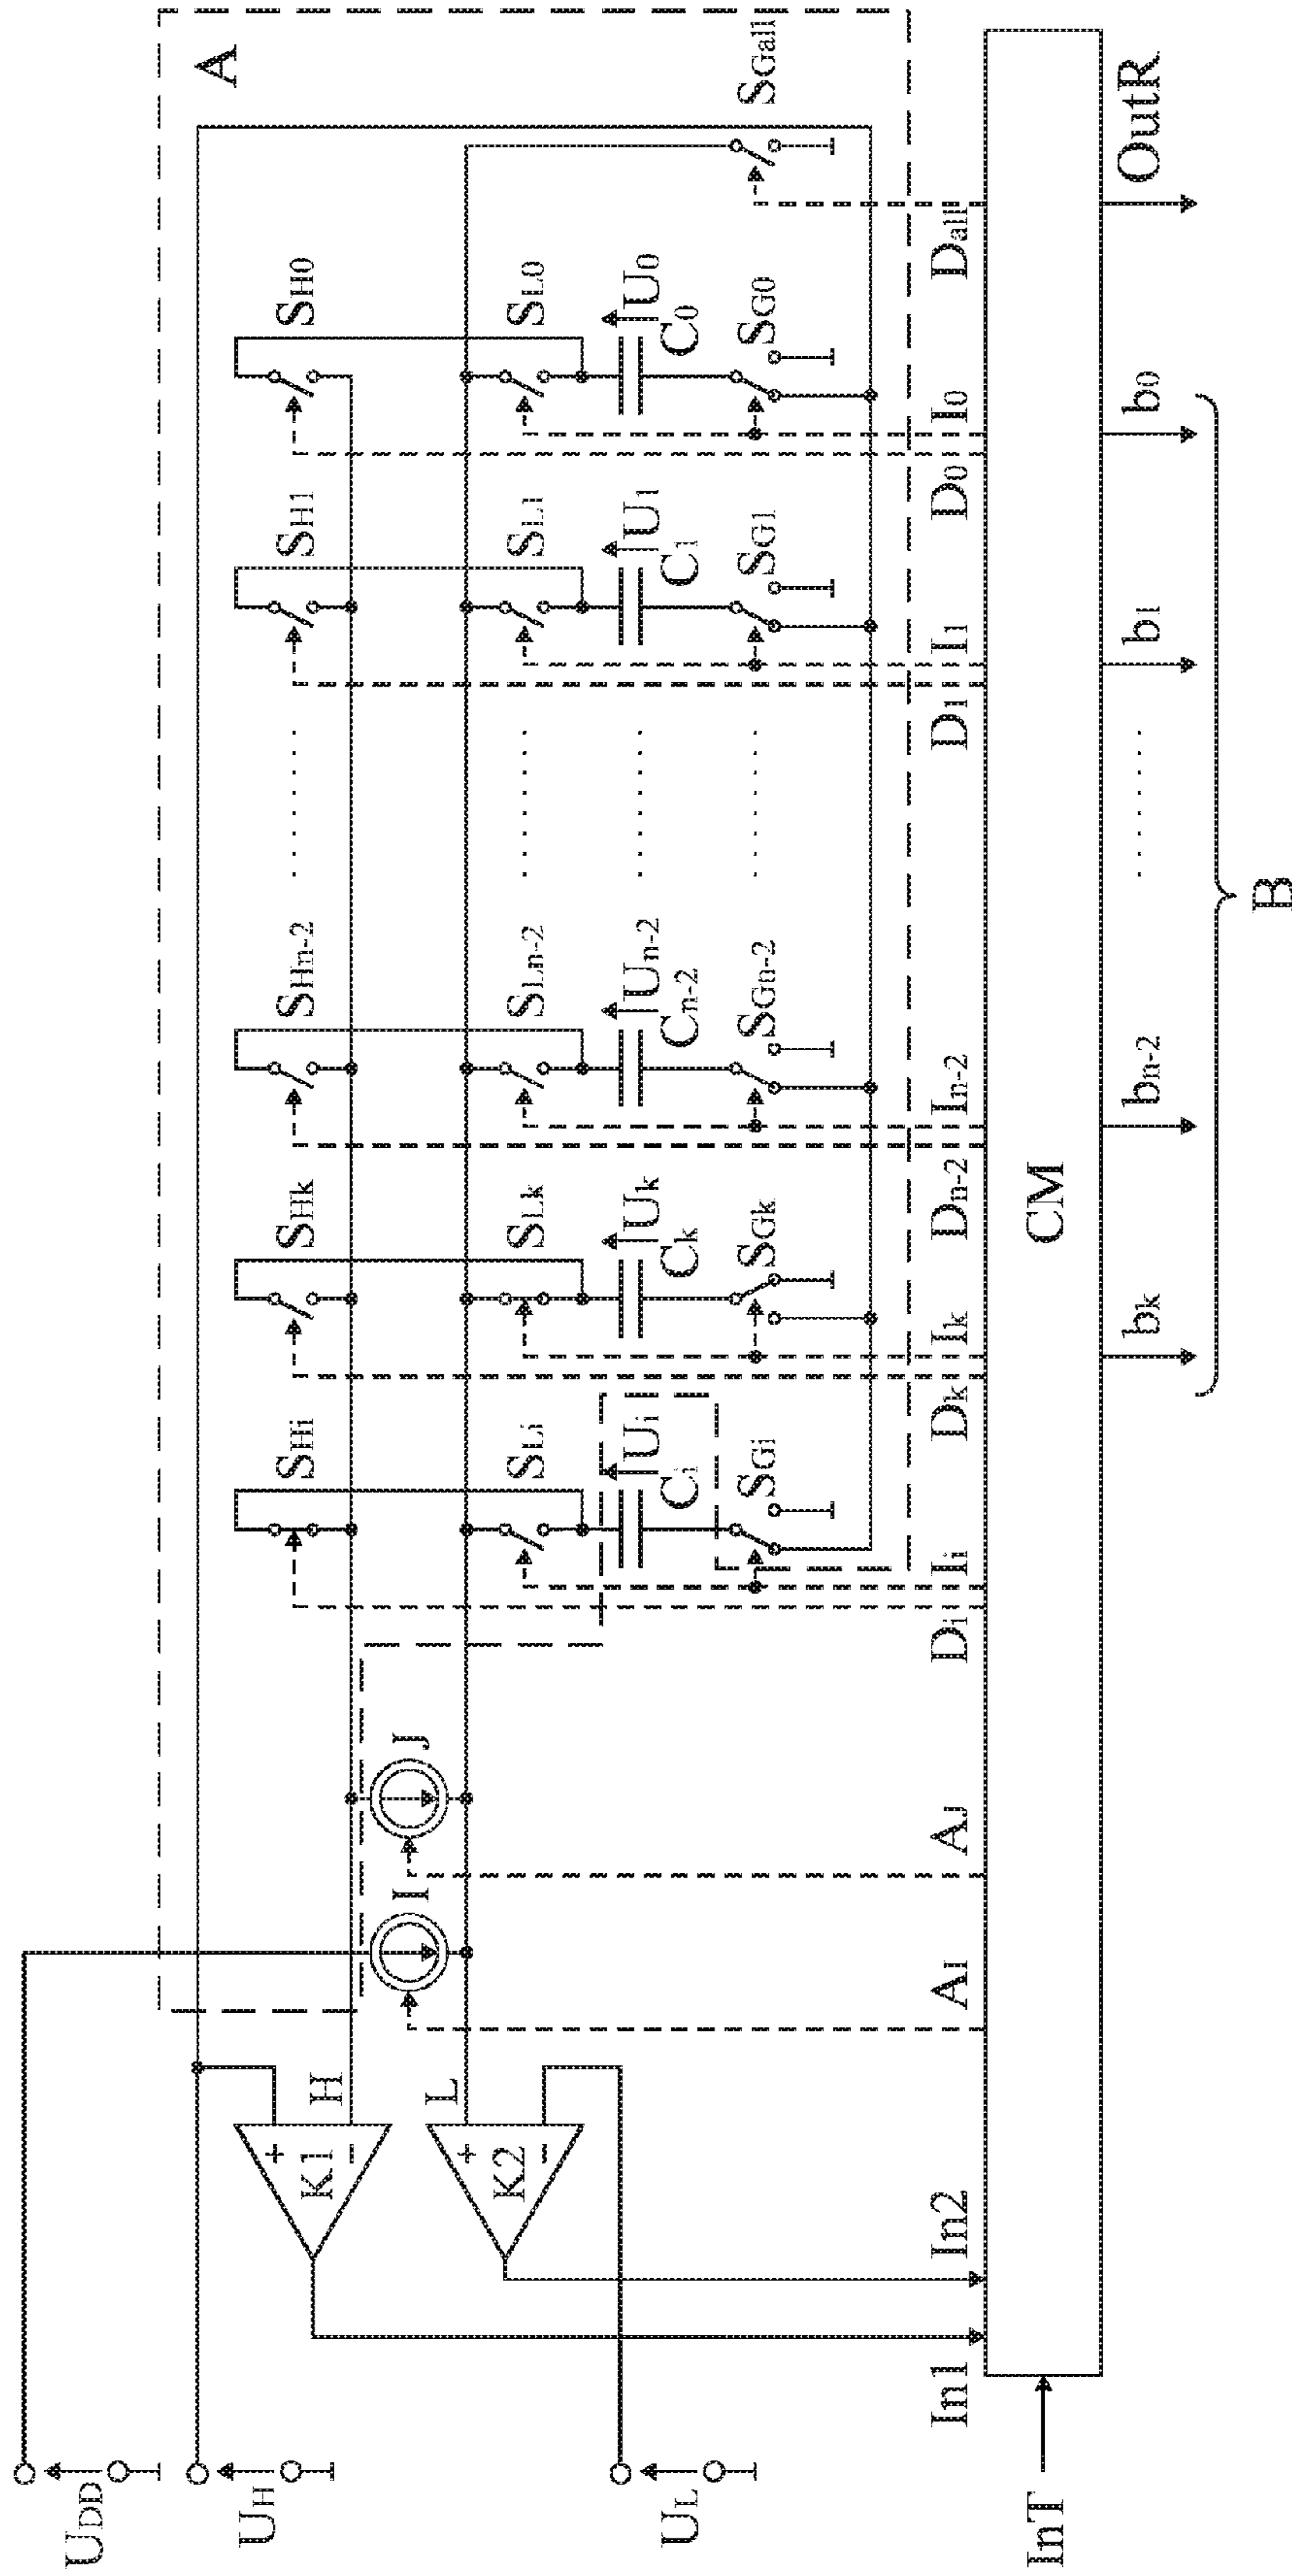 UDD
UH
UL
A
K1
+
−
H
K2
+
−
L
I
J
SHi
SHk
SHn-2
.......
SH1
SH0
SLi
SLk
SLn-2
.......
SL1
SL0
Ui
Uk
Un-2
.......
U1
U0
Ci
Ck
Cn-2
C1
C0
SGi
SGk
SGn-2
.......
SG1
SG0
SGall
In1
In2
AI
AJ
Di
Ii
Dk
Ik
Dn-2
In-2
D1
I1
D0
I0
Dall
InT
CM
bk
bn-2
.......
b1
b0
OutR
B